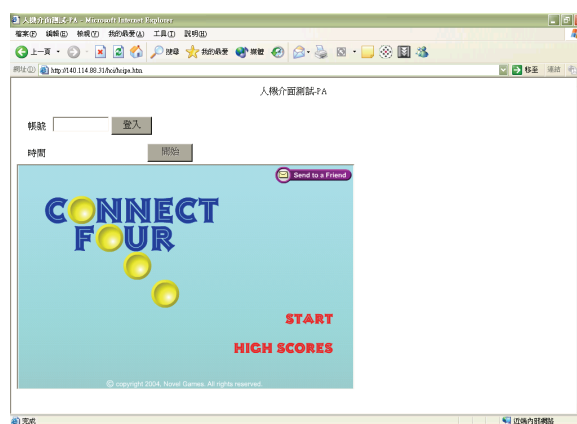 人機介面測試-PA - Microsoft Internet Explorer
檔案(F) 編輯(E) 檢視(V) 我的最愛(A) 工具(T) 說明(H)
上一頁 搜尋 我的最愛 媒體
網址(D) http://140.114.88.31/hcs/hcipa.htm 移至 連結
人機介面測試-PA
帳號 登入
時間 開始
Send to a Friend
CONNECT
FOUR
START
HIGH SCORES
© copyright 2004, Novel Games. All rights reserved.
完成 近端內部網路